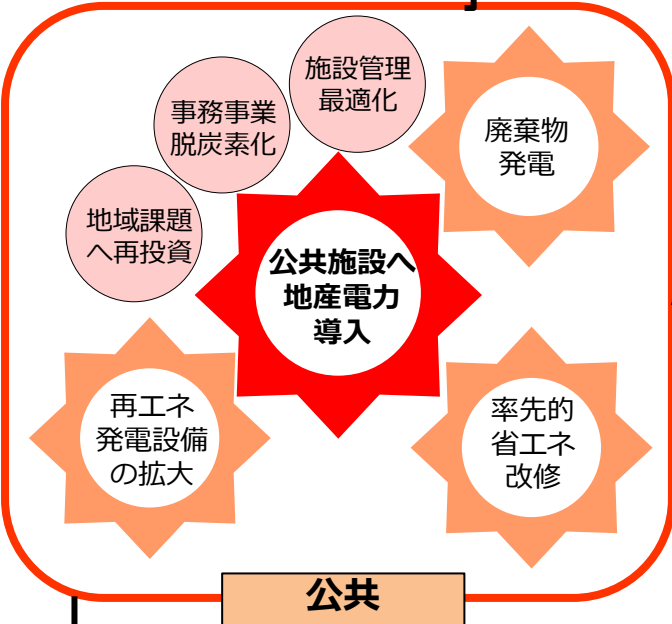 施設管理
最適化
事務事業
脱炭素化
廃棄物
発電
地域課題
へ再投資
公共施設へ
地産電力
導入
再エネ
発電設備
の拡大
率先的
省エネ
改修
公共